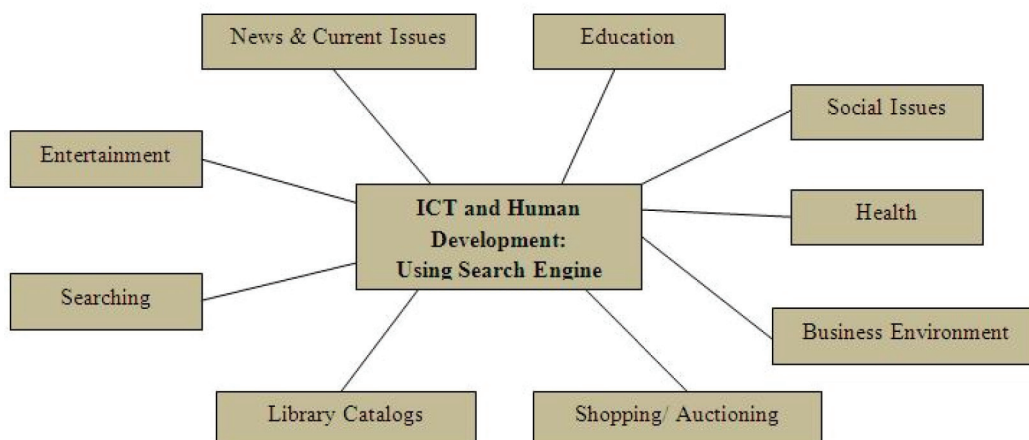 News & Current Issues
Education
Social Issues
Entertainment
ICT and Human
Development:
Using Search Engine
Health
Searching
Business Environment
Library Catalogs
Shopping/ Auctioning